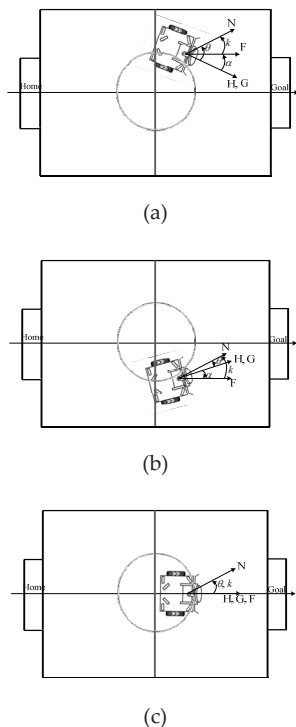 N
k
θ
F
α
Home
Goal
H, G
(a)
Home
Goal
N
θ
H, G
k
α
F
(b)
N
θ, k
Home
Goal
H, G, F
(c)